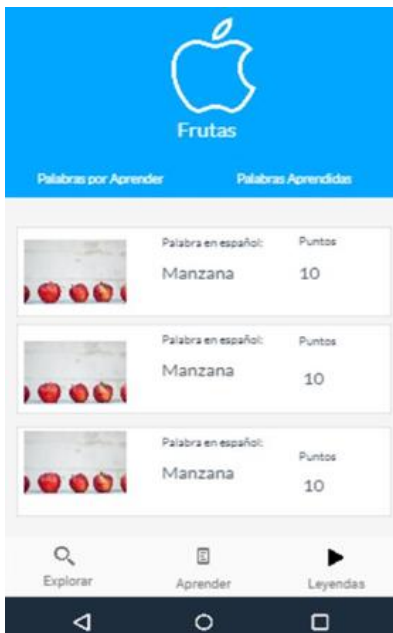 Frutas
Palabras por Aprender Palabras Aprendidas
Palabra en español: Puntos
Manzana 10
Palabra en español: Puntos
Manzana 10
Palabra en español: Puntos
Manzana 10
Explorar Aprender Leyendas